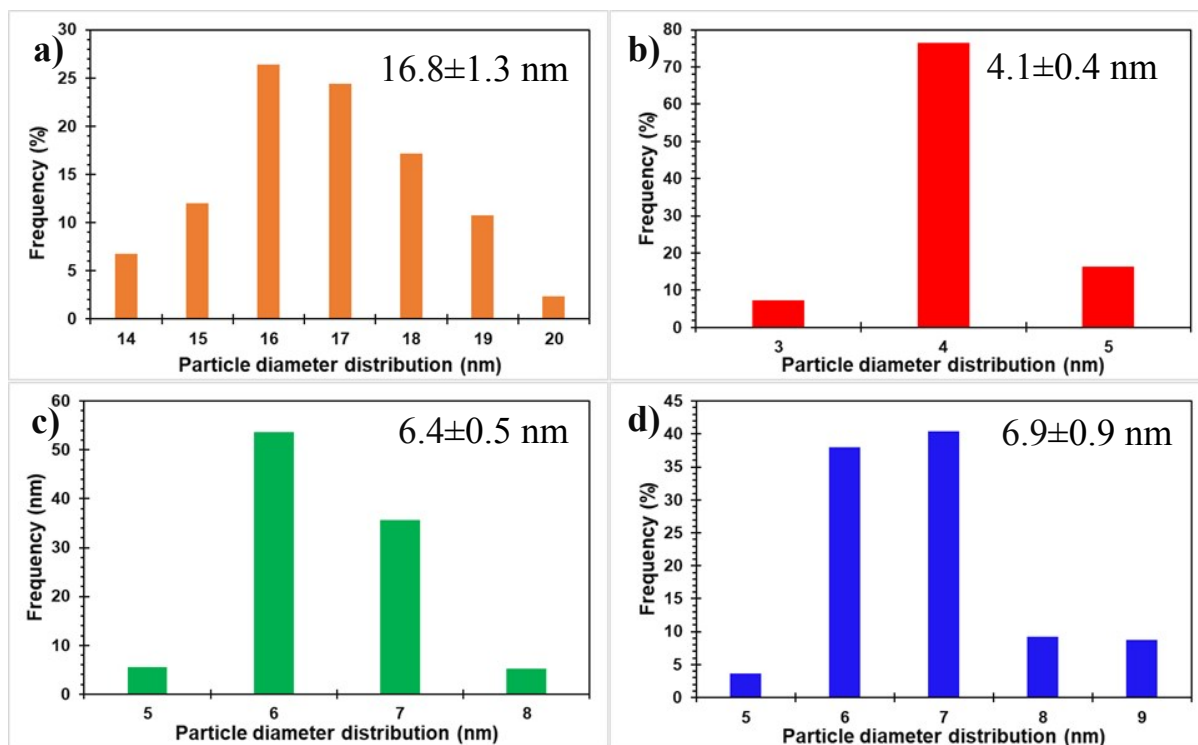 a)
16.8±1.3 nm
Frequency (%)
30
25
20
15
10
5
0
14 15 16 17 18 19 20
Particle diameter distribution (nm)
b)
4.1±0.4 nm
Frequency (%)
80
70
60
50
40
30
20
10
0
3 4 5
Particle diameter distribution (nm)
c)
6.4±0.5 nm
Frequency (nm)
60
50
40
30
20
10
0
5 6 7 8
Particle diameter distribution (nm)
d)
6.9±0.9 nm
Frequency (%)
45
40
35
30
25
20
15
10
5
0
5 6 7 8 9
Particle diameter distribution (nm)